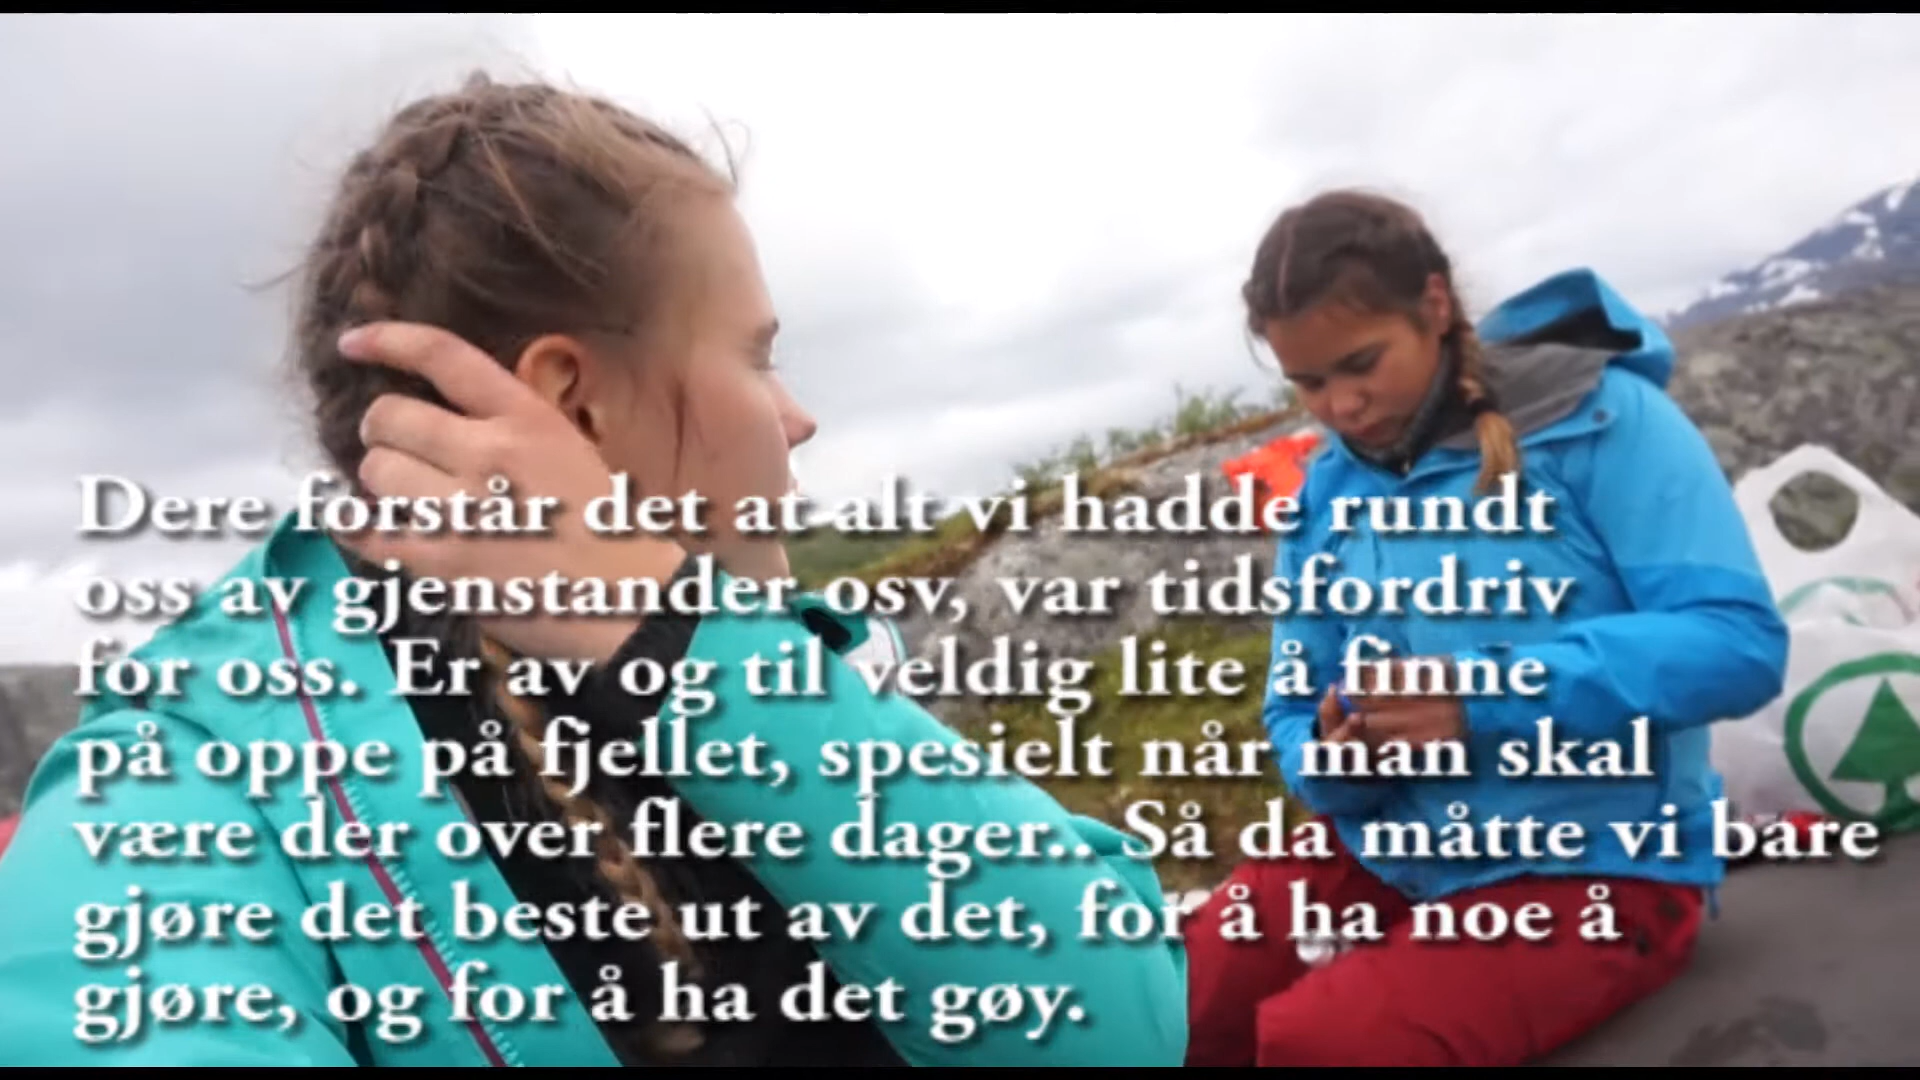 Dere forstår det at alt vi hadde rundt
oss av gjenstander osv, var tidsfordriv
for oss. Er av og til veldig lite å finne
på oppe på fjellet, spesielt når man skal
være der over flere dager.. Så da måtte vi bare
gjøre det beste ut av det, for å ha noe å
gjøre, og for å ha det gøy.